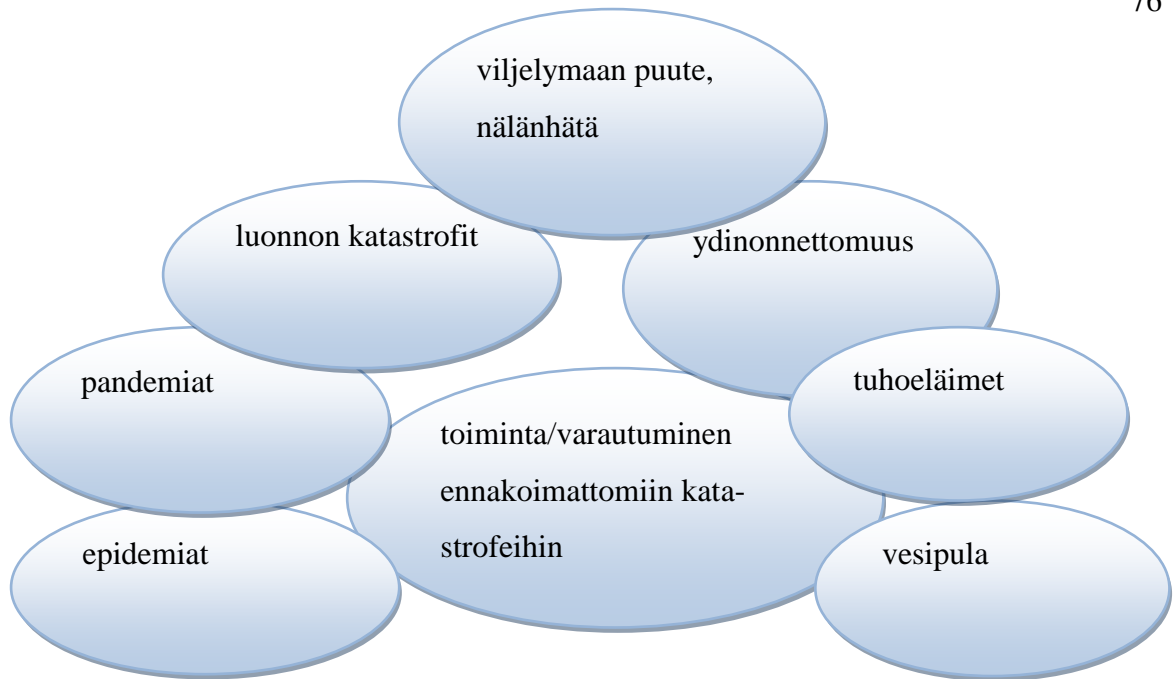 76
viljelymaan puute,
nälänhätä
luonnon katastrofit
ydinonnettomuus
pandemiat
tuhoeläimet
toiminta/varautuminen
ennakoimattomiin kata-
strofeihin
epidemiat
vesipula